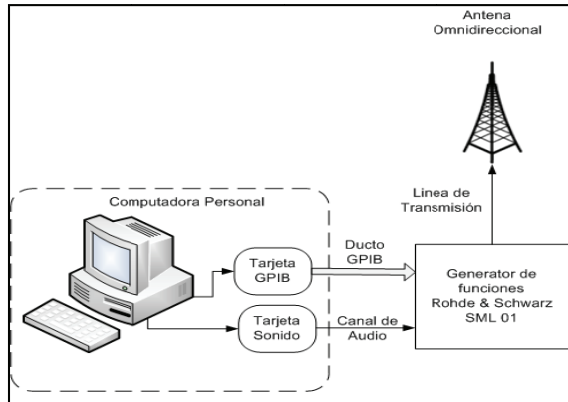 Antena
Omnidireccional
Linea de
Transmisión
Computadora Personal
Tarjeta
GPIB
Ducto
GPIB
Generator de
funciones
Rohde & Schwarz
SML 01
Tarjeta
Sonido
Canal de
Audio